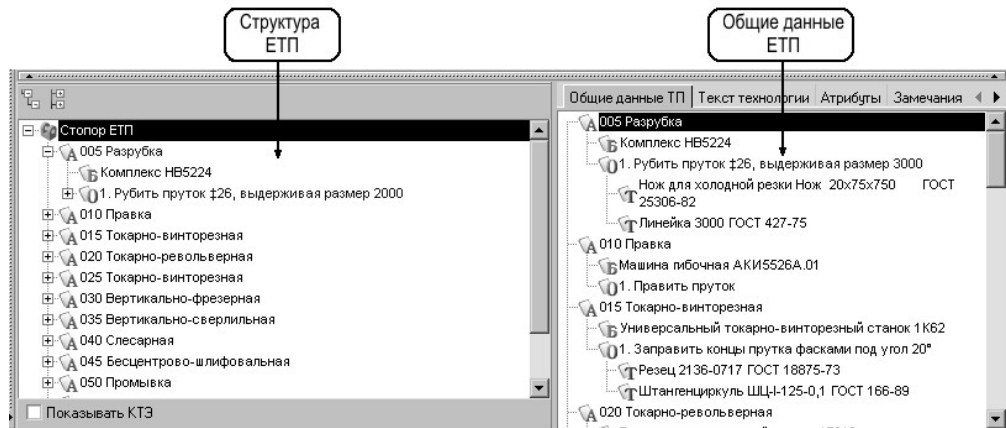 Структура
ЕТП
Общие данные
ЕТП
Общие данные ТП Текст технологии Атрибуты Замечания
Стопор ЕТП
А 005 Разрубка
Б Комплекс НВ5224
О 1. Рубить пруток ‡26, выдерживая размер 2000
А 010 Правка
А 015 Токарно-винторезная
А 020 Токарно-револьверная
А 025 Токарно-винторезная
А 030 Вертикально-фрезерная
А 035 Вертикально-сверлильная
А 040 Слесарная
А 045 Бесцентрово-шлифовальная
А 050 Промывка
Показывать КТЭ
А 005 Разрубка
Б Комплекс НВ5224
О 1. Рубить пруток ‡26, выдерживая размер 3000
Т Нож для холодной резки Нож 20х75х750 ГОСТ
25306-82
Т Линейка 3000 ГОСТ 427-75
А 010 Правка
Б Машина гибочная АКИ5526А.01
О 1. Править пруток
А 015 Токарно-винторезная
Б Универсальный токарно-винторезный станок 1К62
О 1. Заправить концы прутка фасками под угол 20°
Т Резец 2136-0717 ГОСТ 18875-73
Т Штангенциркуль ШЦ-I-125-0,1 ГОСТ 166-89
А 020 Токарно-револьверная